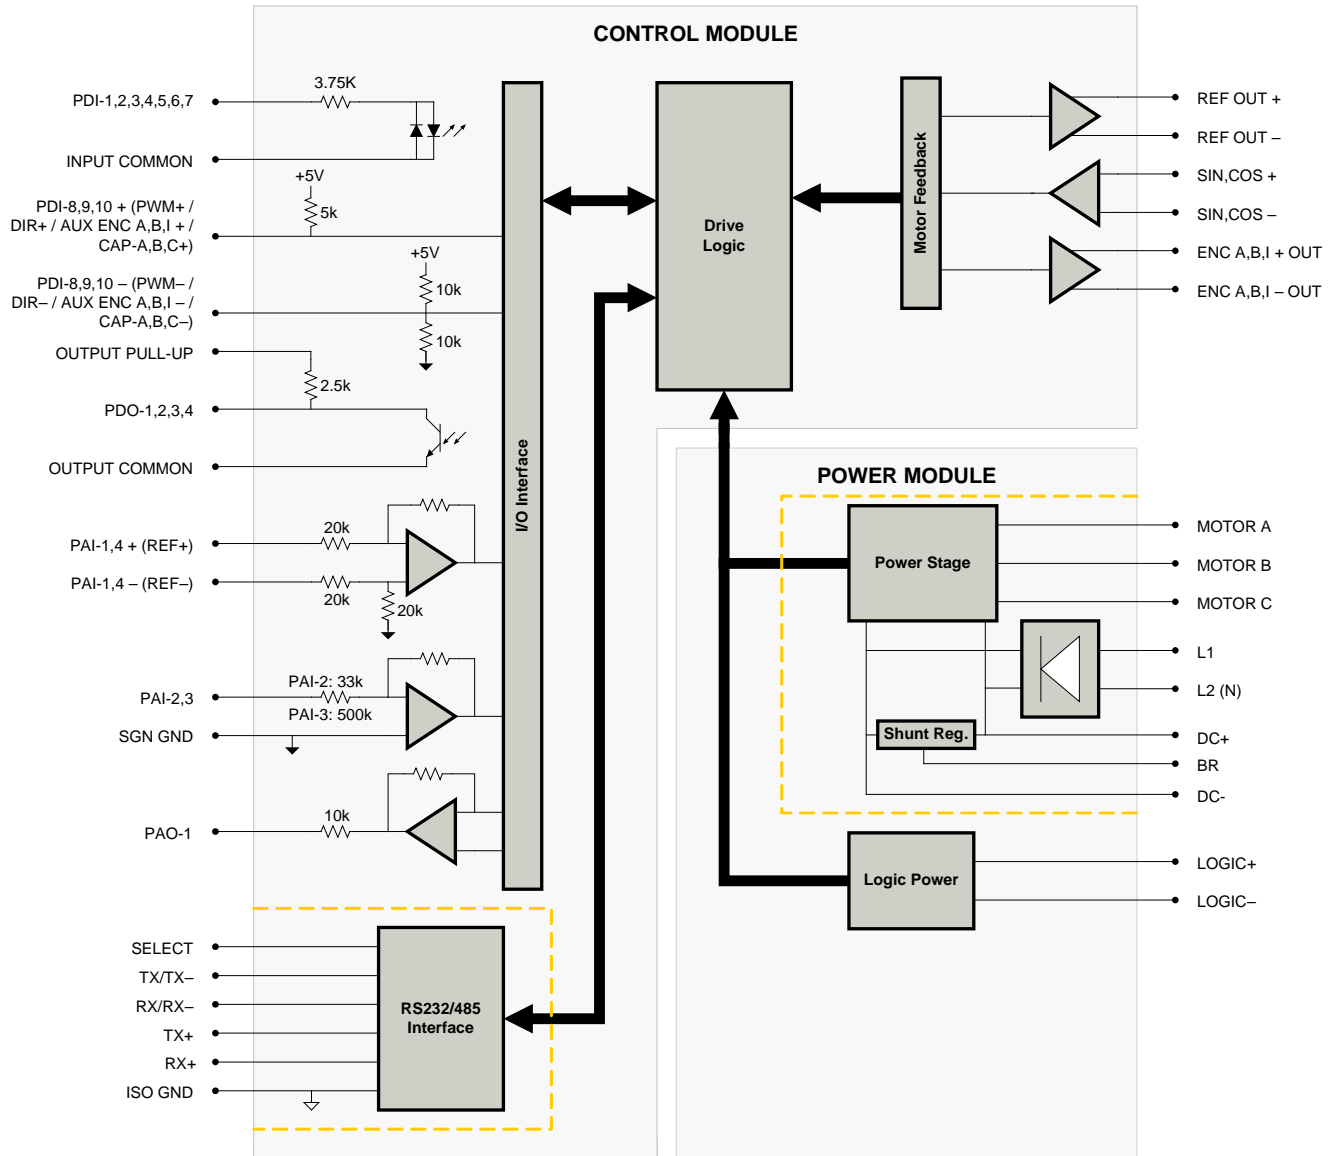 CONTROL MODULE
PDI-1,2,3,4,5,6,7
3.75K
INPUT COMMON
+5V
PDI-8,9,10 + (PWM+ /
DIR+ / AUX ENC A,B,I + /
CAP-A,B,C+)
5k
+5V
PDI-8,9,10 – (PWM– /
DIR– / AUX ENC A,B,I – /
CAP-A,B,C–)
10k
10k
OUTPUT PULL-UP
2.5k
PDO-1,2,3,4
OUTPUT COMMON
PAI-1,4 + (REF+)
20k
PAI-1,4 – (REF–)
20k
20k
PAI-2,3
PAI-2: 33k
PAI-3: 500k
SGN GND
PAO-1
10k
I/O Interface
SELECT
TX/TX–
RX/RX–
TX+
RX+
ISO GND
RS232/485
Interface
Drive
Logic
Motor Feedback
REF OUT +
REF OUT –
SIN,COS +
SIN,COS –
ENC A,B,I + OUT
ENC A,B,I – OUT
POWER MODULE
Power Stage
MOTOR A
MOTOR B
MOTOR C
L1
L2 (N)
Shunt Reg.
DC+
BR
DC-
Logic Power
LOGIC+
LOGIC–